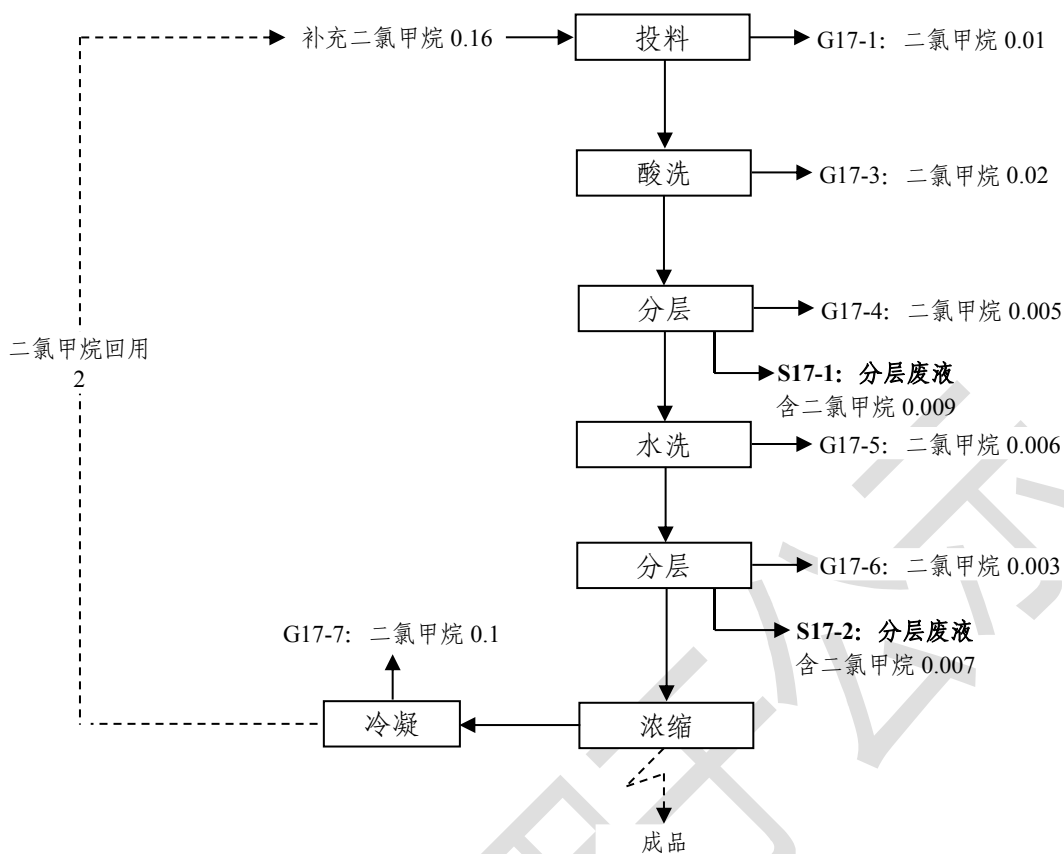 补充二氯甲烷 0.16
投料
G17-1: 二氯甲烷 0.01
酸洗
G17-3: 二氯甲烷 0.02
分层
G17-4: 二氯甲烷 0.005
二氯甲烷回用
2
S17-1: 分层废液
含二氯甲烷 0.009
水洗
G17-5: 二氯甲烷 0.006
分层
G17-6: 二氯甲烷 0.003
G17-7: 二氯甲烷 0.1
S17-2: 分层废液
含二氯甲烷 0.007
冷凝
浓缩
成品
于公示